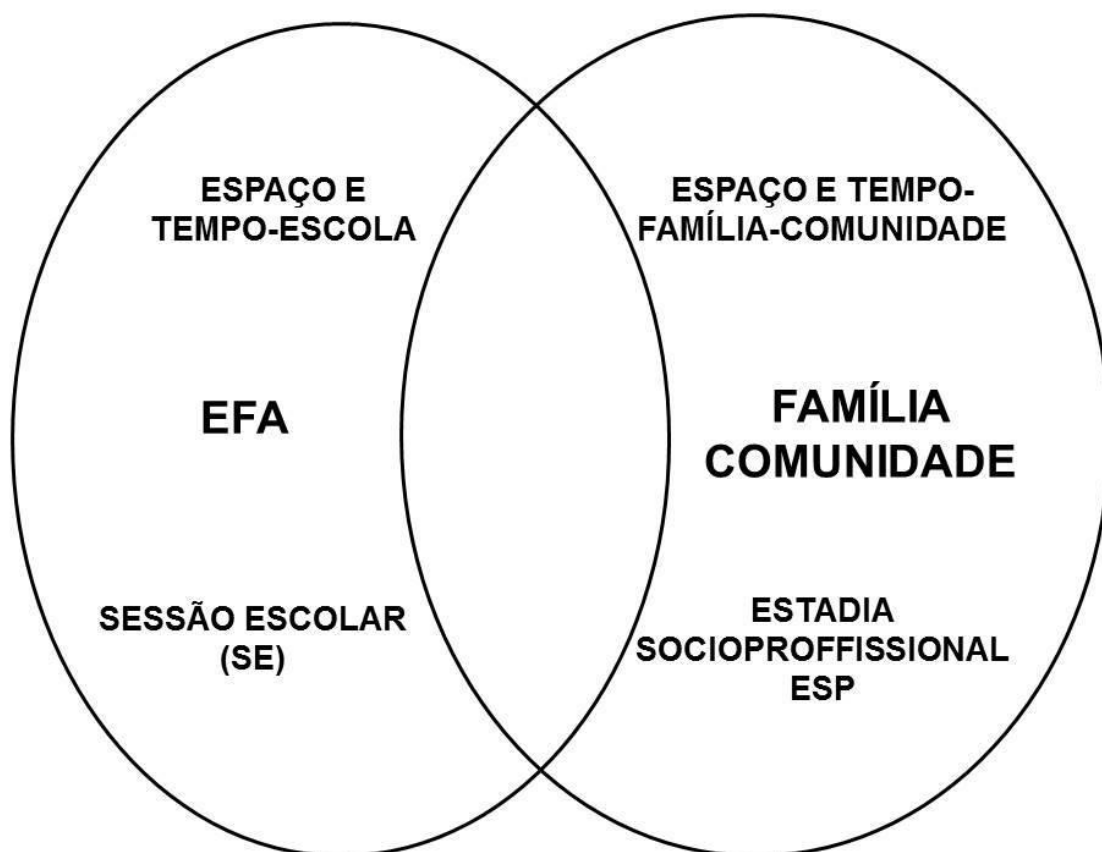 ESPAÇO E
TEMPO-ESCOLA
EFA
SESSÃO ESCOLAR
(SE)
ESPAÇO E TEMPO-
FAMÍLIA-COMUNIDADE
FAMÍLIA
COMUNIDADE
ESTADIA
SOCIOPROFFISSIONAL
ESP